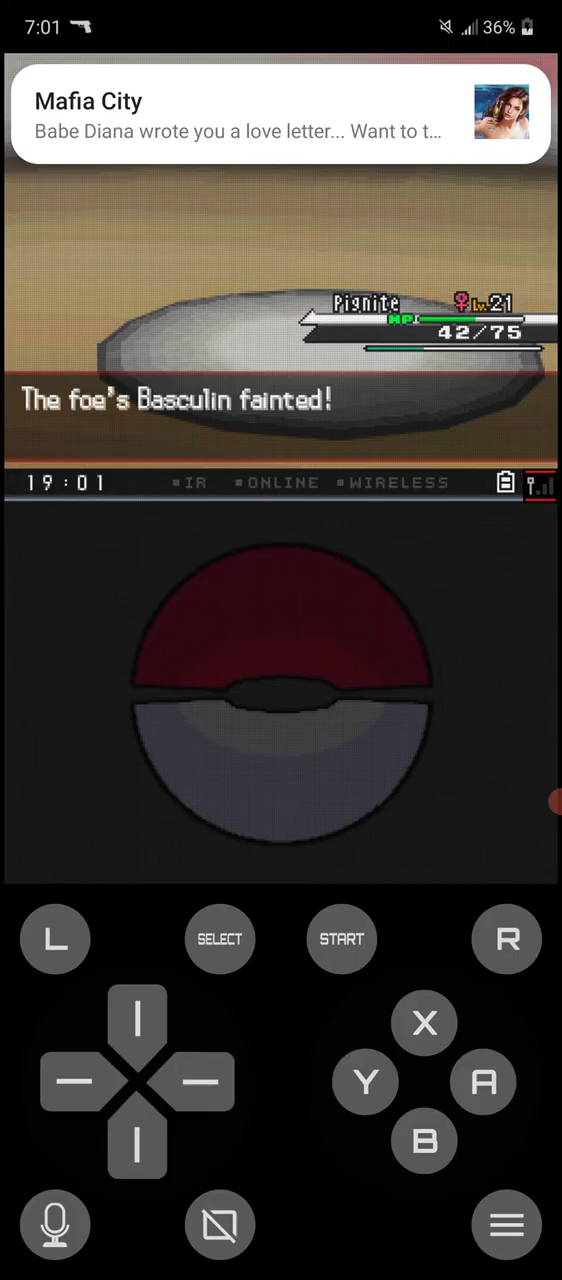 7:01
36%
Mafia City
Babe Diana wrote you a love letter... Want to t...
Pignite ♀ Lv.21
HP
42/75
The foe's Basculin fainted!
19:01 IR ONLINE WIRELESS
L SELECT START R
X
Y A
B